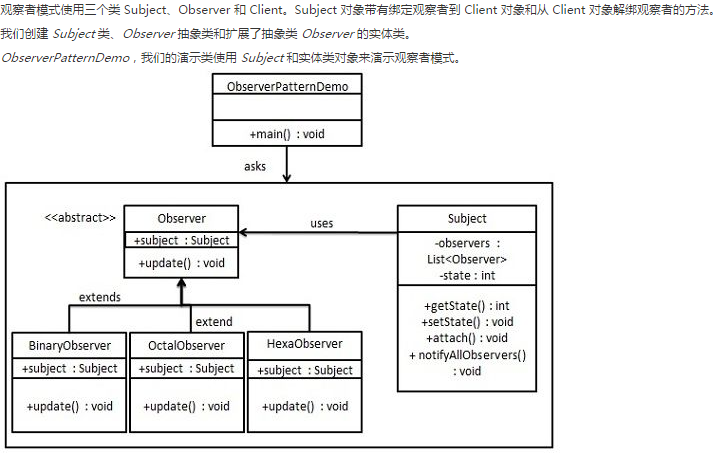 观察者模式使用三个类 Subject、Observer 和 Client。Subject 对象带有绑定观察者到 Client 对象和从 Client 对象解绑观察者的方法。
我们创建 Subject 类、Observer 抽象类和扩展了抽象类 Observer 的实体类。
ObserverPatternDemo，我们的演示类使用 Subject 和实体类对象来演示观察者模式。
ObserverPatternDemo
+main() : void
asks
<<abstract>>
Observer
+subject : Subject
+update() : void
uses
Subject
-observers :
List<Observer>
-state : int
+getState() : int
+setState() : void
+attach() : void
+ notifyAllObservers()
: void
extends
extend
BinaryObserver
+subject : Subject
+update() : void
OctalObserver
+subject : Subject
+update() : void
HexaObserver
+subject : Subject
+update() : void